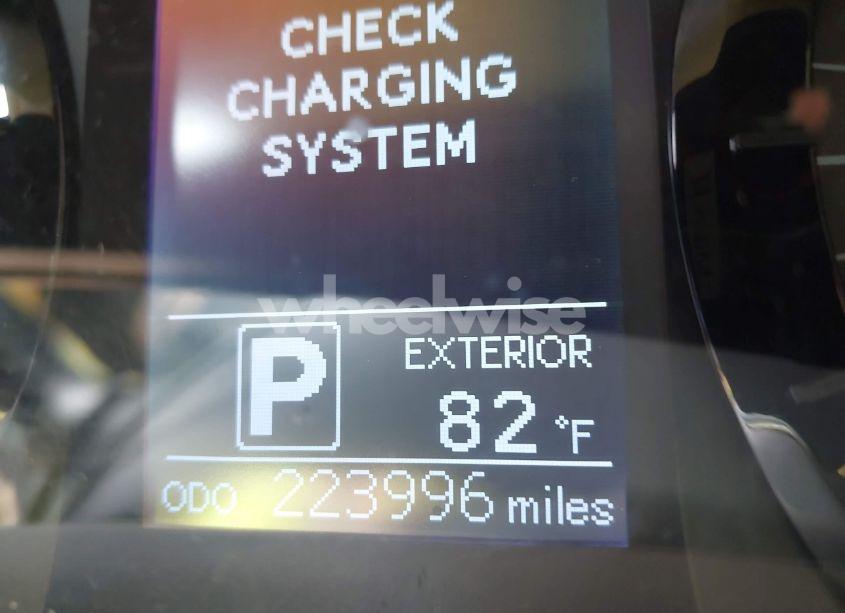 CHECK
CHARGING
SYSTEM
wheelwise
P
EXTERIOR
82 °F
ODO 223996 miles